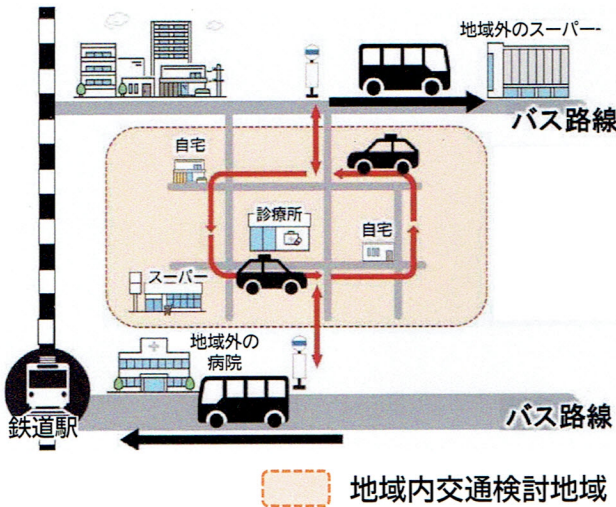 地域外のスーパー
バス路線
自宅
診療所
自宅
スーパー
地域外の
病院
鉄道駅
バス路線
地域内交通検討地域